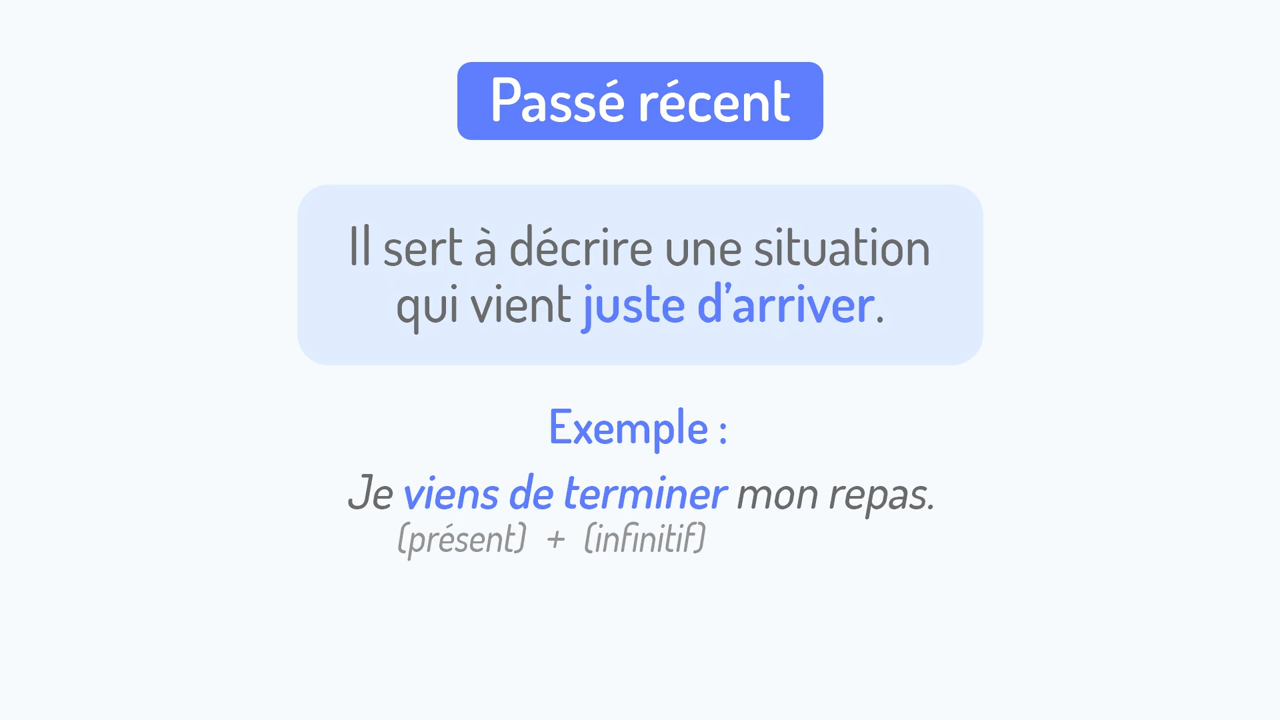 Passé récent
Il sert à décrire une situation
qui vient juste d’arriver.
Exemple :
Je viens de terminer mon repas.
(présent) + (infinitif)